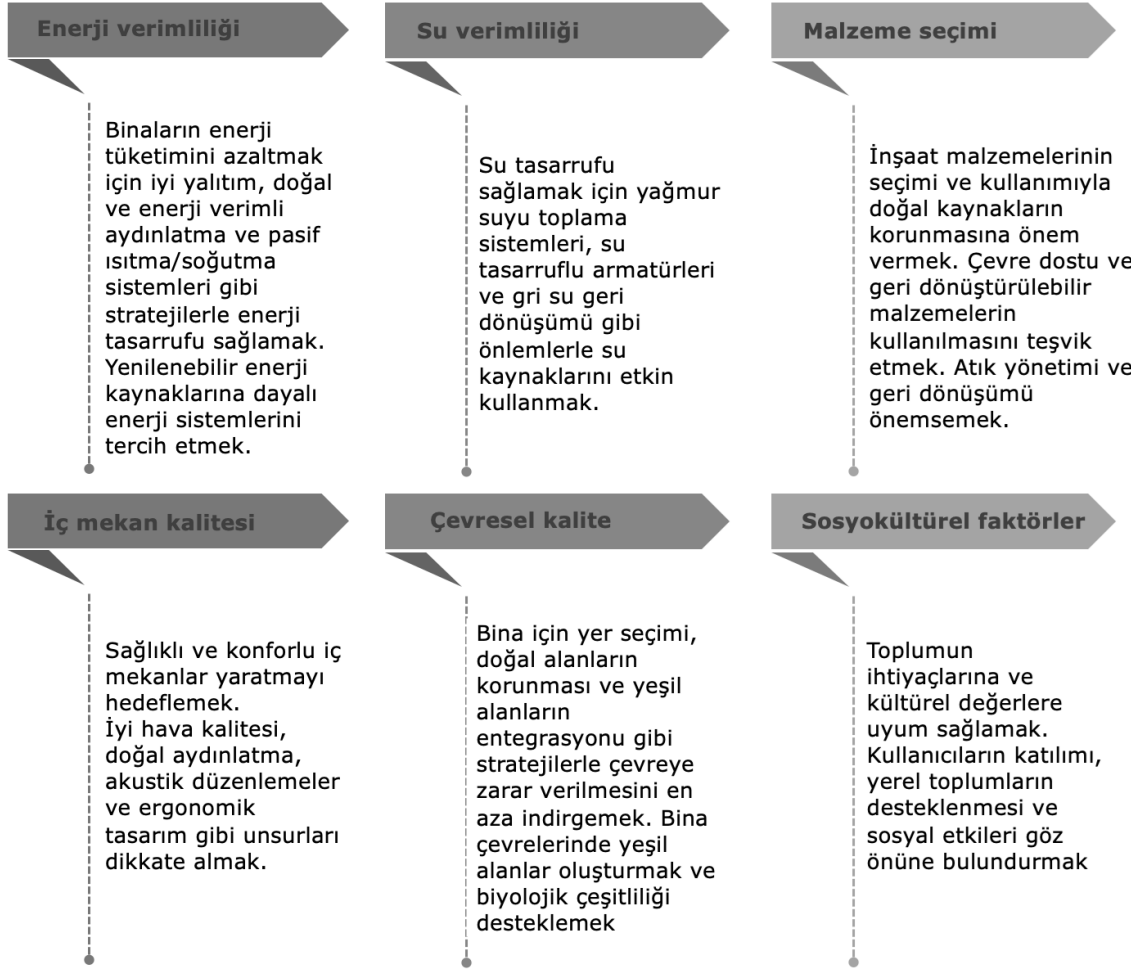 Enerji verimliliği
Binaların enerji
tüketimini azaltmak
için iyi yalıtım, doğal
ve enerji verimli
aydınlatma ve pasif
ısıtma/soğutma
sistemleri gibi
stratejilerle enerji
tasarrufu sağlamak.
Yenilenebilir enerji
kaynaklarına dayalı
enerji sistemlerini
tercih etmek.
Su verimliliği
Su tasarrufu
sağlamak için yağmur
suyu toplama
sistemleri, su
tasarruflu armatürleri
ve gri su geri
dönüşümü gibi
önlemlerle su
kaynaklarını etkin
kullanmak.
Malzeme seçimi
İnşaat malzemelerinin
seçimi ve kullanımıyla
doğal kaynakların
korunmasına önem
vermek. Çevre dostu ve
geri dönüştürülebilir
malzemelerin
kullanılmasını teşvik
etmek. Atık yönetimi ve
geri dönüşümü
önemsemek.
İç mekan kalitesi
Sağlıklı ve konforlu iç
mekanlar yaratmayı
hedeflemek.
İyi hava kalitesi,
doğal aydınlatma,
akustik düzenlemeler
ve ergonomik
tasarım gibi unsurları
dikkate almak.
Çevresel kalite
Bina için yer seçimi,
doğal alanların
korunması ve yeşil
alanların
entegrasyonu gibi
stratejilerle çevreye
zarar verilmesini en
aza indirgemek. Bina
çevrelerinde yeşil
alanlar oluşturmak ve
biyolojik çeşitliliği
desteklemek
Sosyokültürel faktörler
Toplumun
ihtiyaçlarına ve
kültürel değerlere
uyum sağlamak.
Kullanıcıların katılımı,
yerel toplumların
desteklenmesi ve
sosyal etkileri göz
önüne bulundurmak